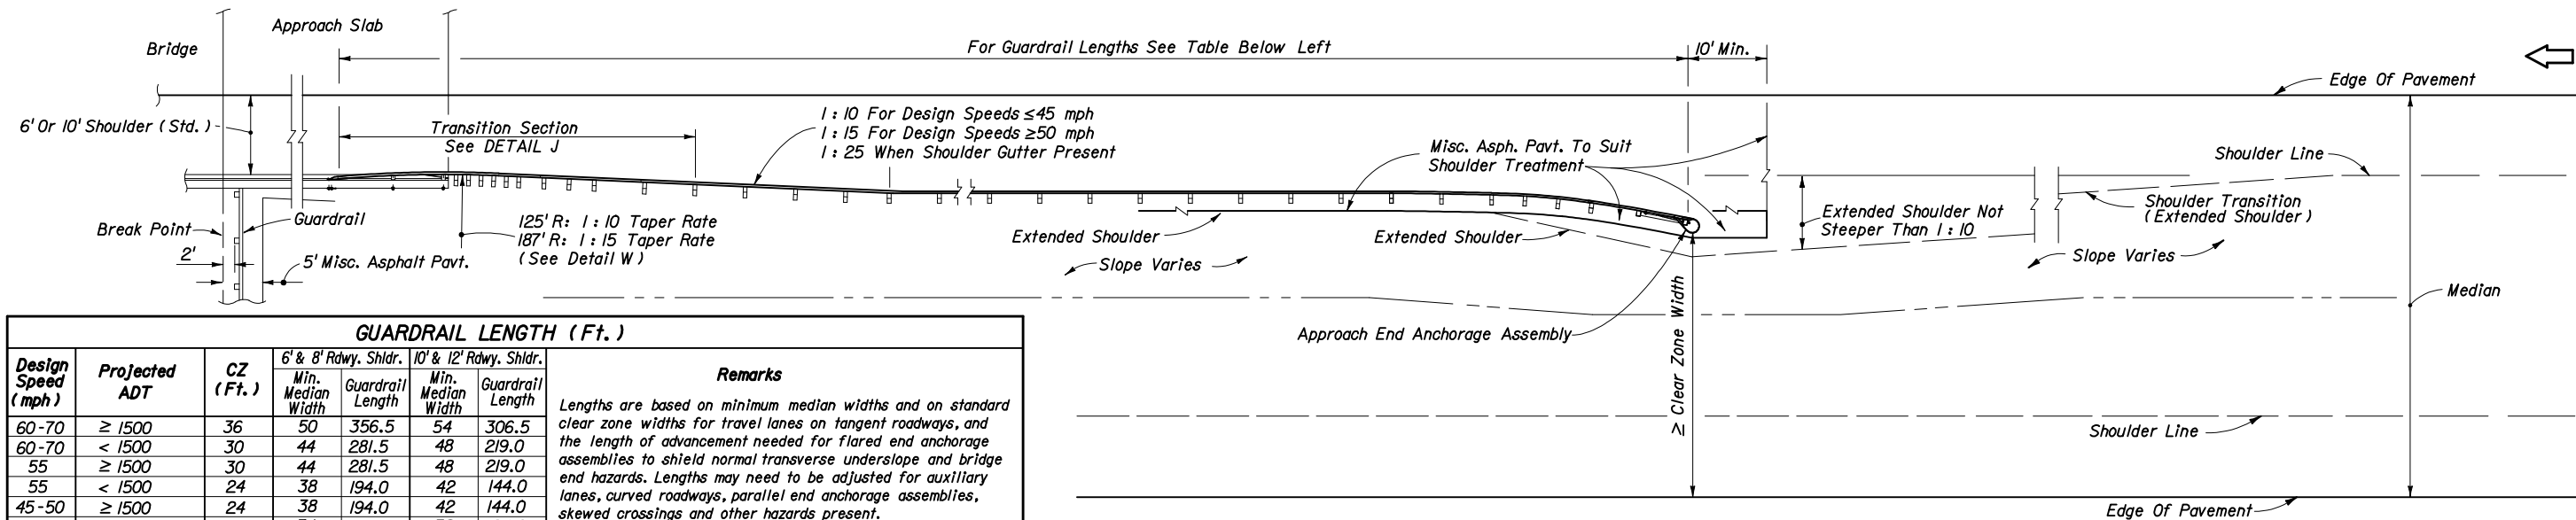 Approach Slab
Bridge
For Guardrail Lengths See Table Below Left
10' Min.
Edge Of Pavement
6' Or 10' Shoulder (Std.)
Transition Section
See DETAIL J
1:10 For Design Speeds ≤45 mph
1:15 For Design Speeds ≥50 mph
1:25 When Shoulder Gutter Present
Misc. Asph. Pavt. To Suit
Shoulder Treatment
Shoulder Line
Shoulder Transition
(Extended Shoulder)
Extended Shoulder Not
Steeper Than 1:10
Guardrail
Break Point
125' R: 1:10 Taper Rate
187' R: 1:15 Taper Rate
(See Detail W)
Extended Shoulder
Extended Shoulder
2'
5' Misc. Asphalt Pavt.
Slope Varies
Slope Varies
Median
≥ Clear Zone Width
Approach End Anchorage Assembly
Shoulder Line
Edge Of Pavement
GUARDRAIL LENGTH (Ft.)
Design Speed (mph) Projected ADT CZ (Ft.) 6' & 8' Rdwy. Shldr. 10' & 12' Rdwy. Shldr. Remarks
Min. Median Width Guardrail Length Min. Median Width Guardrail Length
60-70 ≥ 1500 36 50 356.5 54 306.5
60-70 < 1500 30 44 281.5 48 219.0
55 ≥ 1500 30 44 281.5 48 219.0
55 < 1500 24 38 194.0 42 144.0
45-50 ≥ 1500 24 38 194.0 42 144.0
Lengths are based on minimum median widths and on standard
clear zone widths for travel lanes on tangent roadways, and
the length of advancement needed for flared end anchorage
assemblies to shield normal transverse underslope and bridge
end hazards. Lengths may need to be adjusted for auxiliary
lanes, curved roadways, parallel end anchorage assemblies,
skewed crossings and other hazards present.